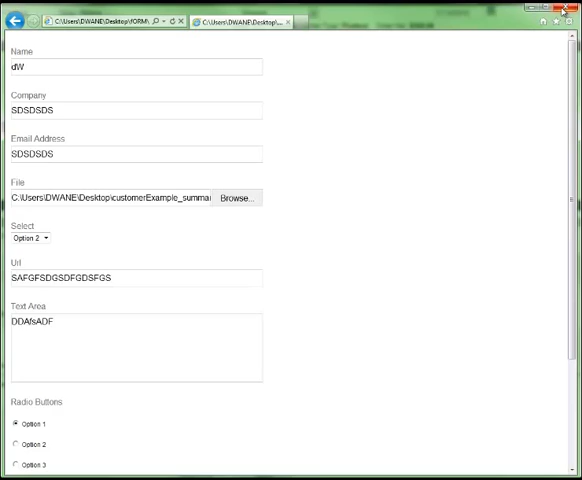 C:\Users\DWANE\Desktop\fORM\
C:\Users\DWANE\Desktop\...
Name
dW
Company
SDSDSDS
Email Address
SDSDSDS
File
C:\Users\DWANE\Desktop\customerExample_summar
Browse...
Select
Option 2
Url
SAFGFSDGSDFGDSFGS
Text Area
DDAfsADF
Radio Buttons
Option 1
Option 2
Option 3